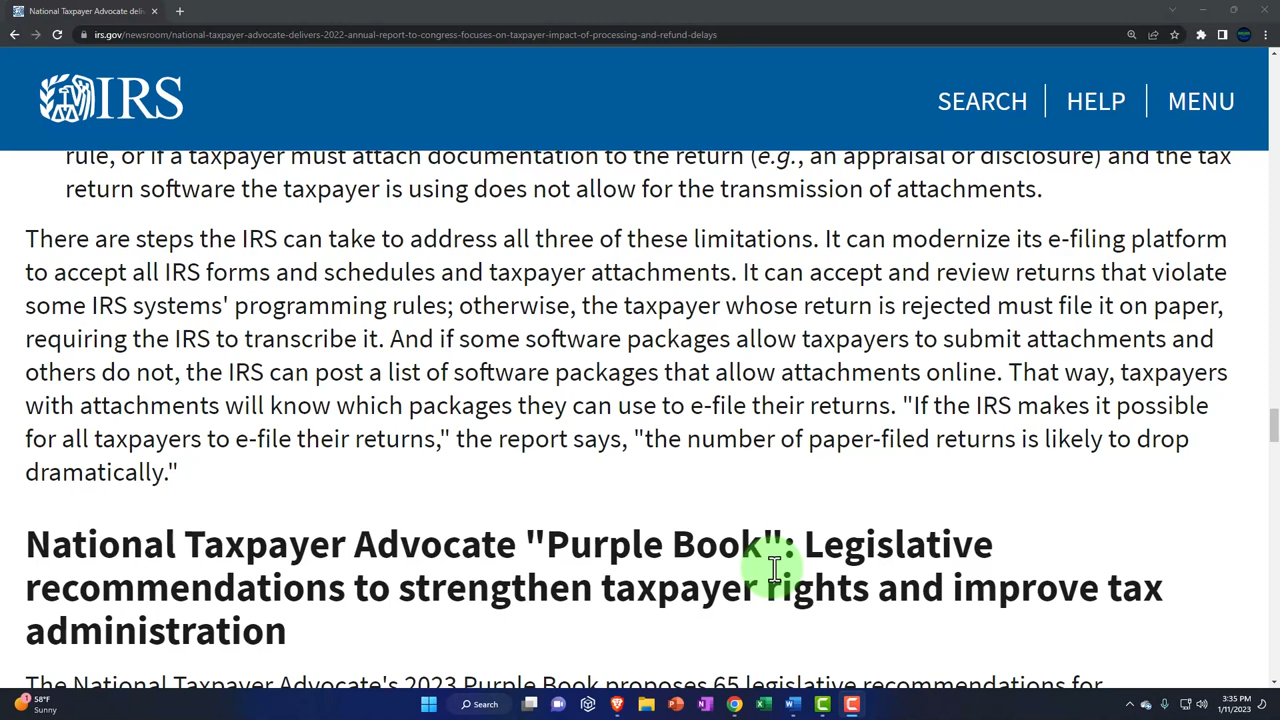 National Taxpayer Advocate deli
irs.gov/newsroom/national-taxpayer-advocate-delivers-2022-annual-report-to-congress-focuses-on-taxpayer-impact-of-processing-and-refund-delays
IRS
SEARCH HELP MENU
rule, or if a taxpayer must attach documentation to the return (e.g., an appraisal or disclosure) and the tax
return software the taxpayer is using does not allow for the transmission of attachments.
There are steps the IRS can take to address all three of these limitations. It can modernize its e-filing platform
to accept all IRS forms and schedules and taxpayer attachments. It can accept and review returns that violate
some IRS systems' programming rules; otherwise, the taxpayer whose return is rejected must file it on paper,
requiring the IRS to transcribe it. And if some software packages allow taxpayers to submit attachments and
others do not, the IRS can post a list of software packages that allow attachments online. That way, taxpayers
with attachments will know which packages they can use to e-file their returns. "If the IRS makes it possible
for all taxpayers to e-file their returns," the report says, "the number of paper-filed returns is likely to drop
dramatically."
National Taxpayer Advocate "Purple Book": Legislative
recommendations to strengthen taxpayer rights and improve tax
administration
The National Taxpayer Advocate's 2023 Purple Book proposes 65 legislative recommendations for
1
58°F
Sunny
Search
3:35 PM
1/11/2023